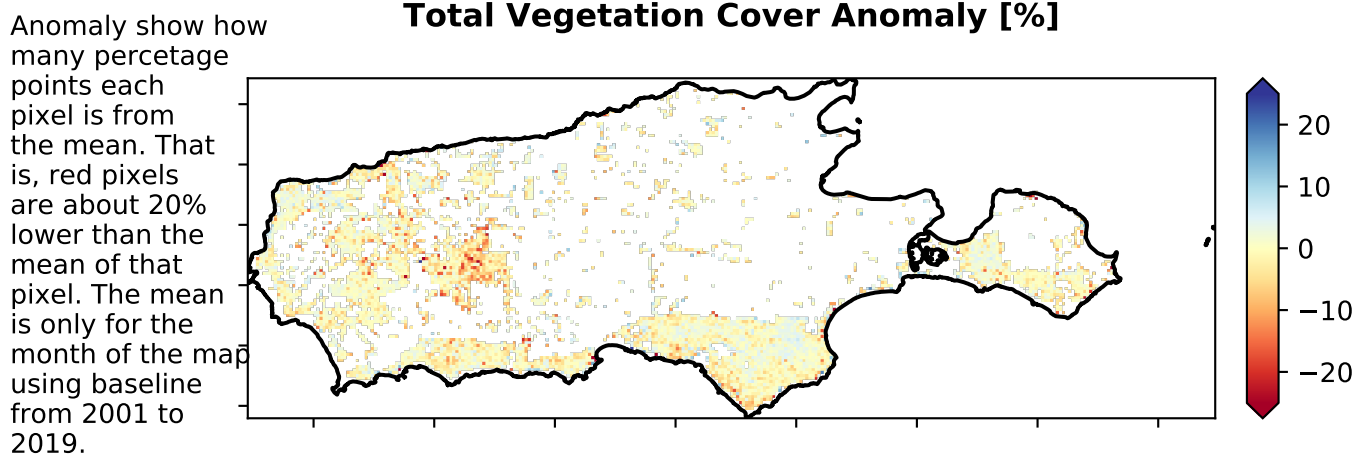 Total Vegetation Cover Anomaly [%]
Anomaly show how
many percetage
points each
pixel is from
the mean. That
is, red pixels
are about 20%
lower than the
mean of that
pixel. The mean
is only for the
month of the map
using baseline
from 2001 to
2019.
20
10
0
−10
−20